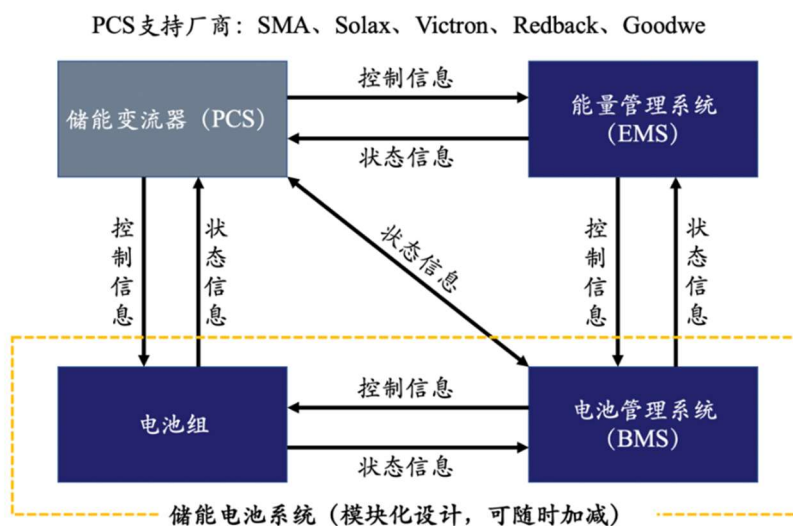 PCS支持厂商：SMA、Solax、Victron、Redback、Goodwe
储能变流器（PCS）
控制信息
状态信息
能量管理系统
（EMS）
控制信息
状态信息
状态信息
控制信息
状态信息
电池组
控制信息
状态信息
电池管理系统
（BMS）
储能电池系统（模块化设计，可随时加减）